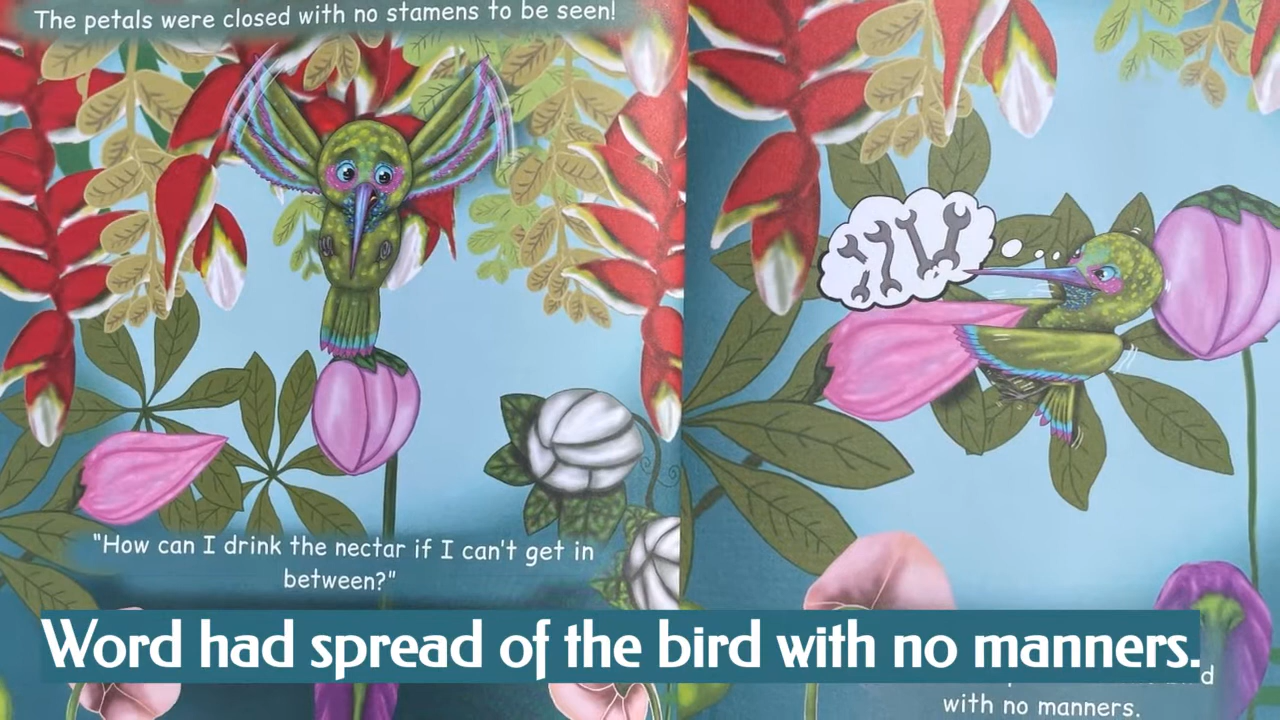 The petals were closed with no stamens to be seen!
"How can I drink the nectar if I can't get in
between?"
Word had spread of the bird with no manners.
with no manners.